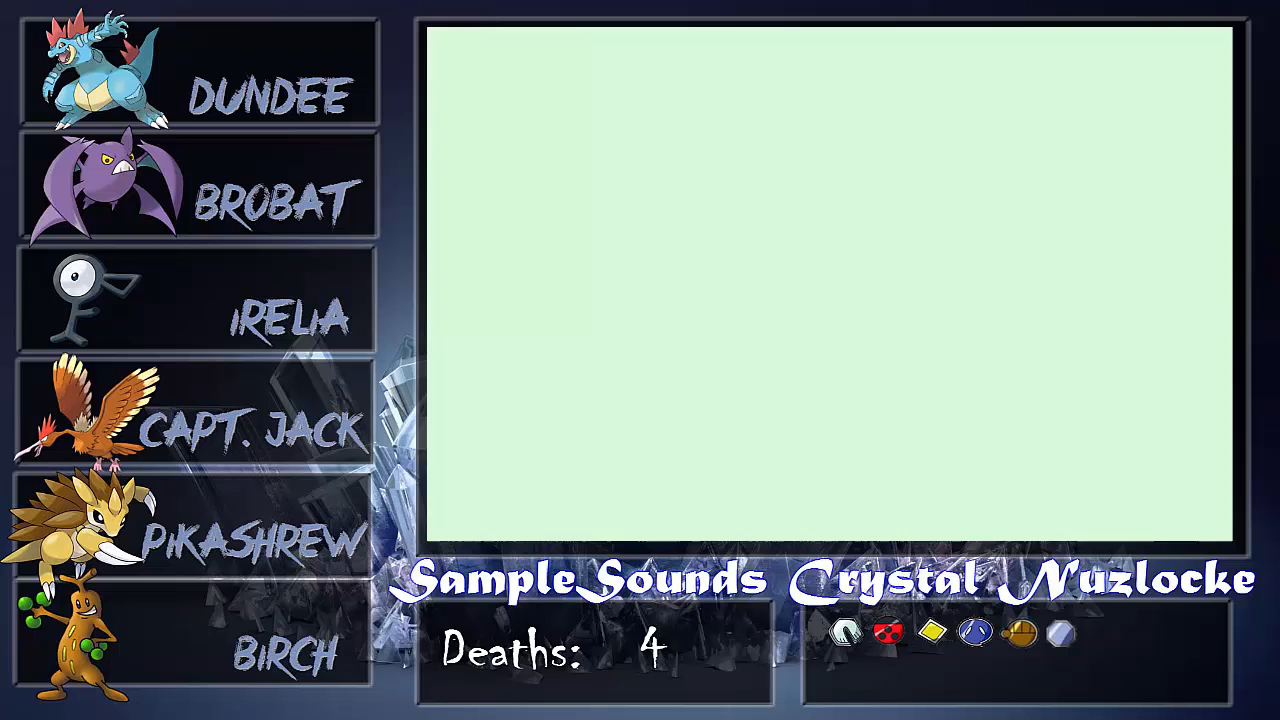 DUNDEE
BROBAT
iRELiA
CAPT. JACK
PiKASHREW
BiRCH
SampleSounds Crystal Nuzlocke
Deaths: 4